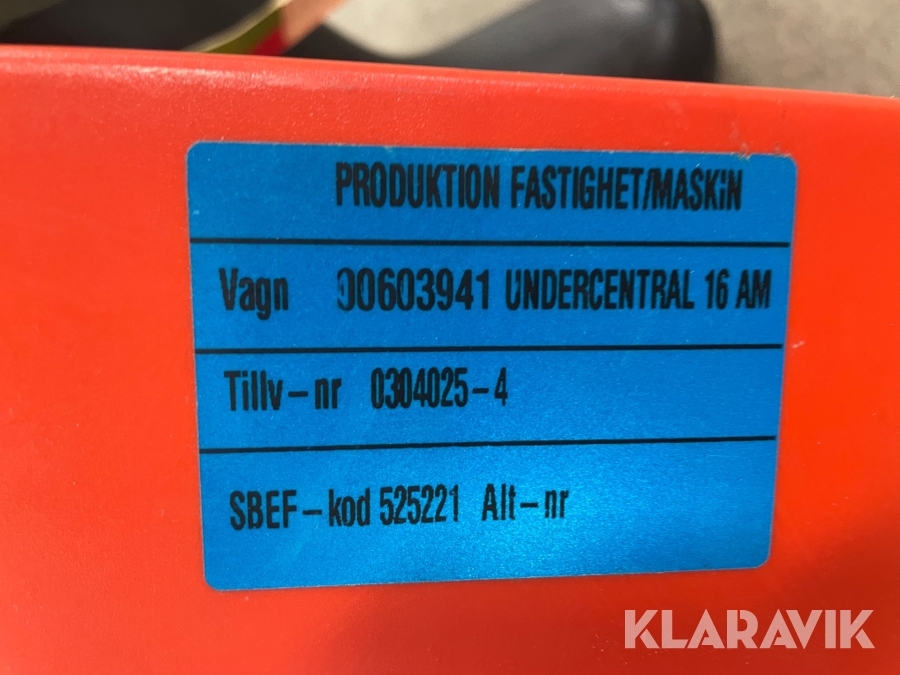 PRODUKTION FASTIGHET/MASKIN
Vagn 00603941 UNDERCENTRAL 16 AM
Tillv-nr 0304025-4
SBEF-kod 525221 Alt-nr
KLARAVIK